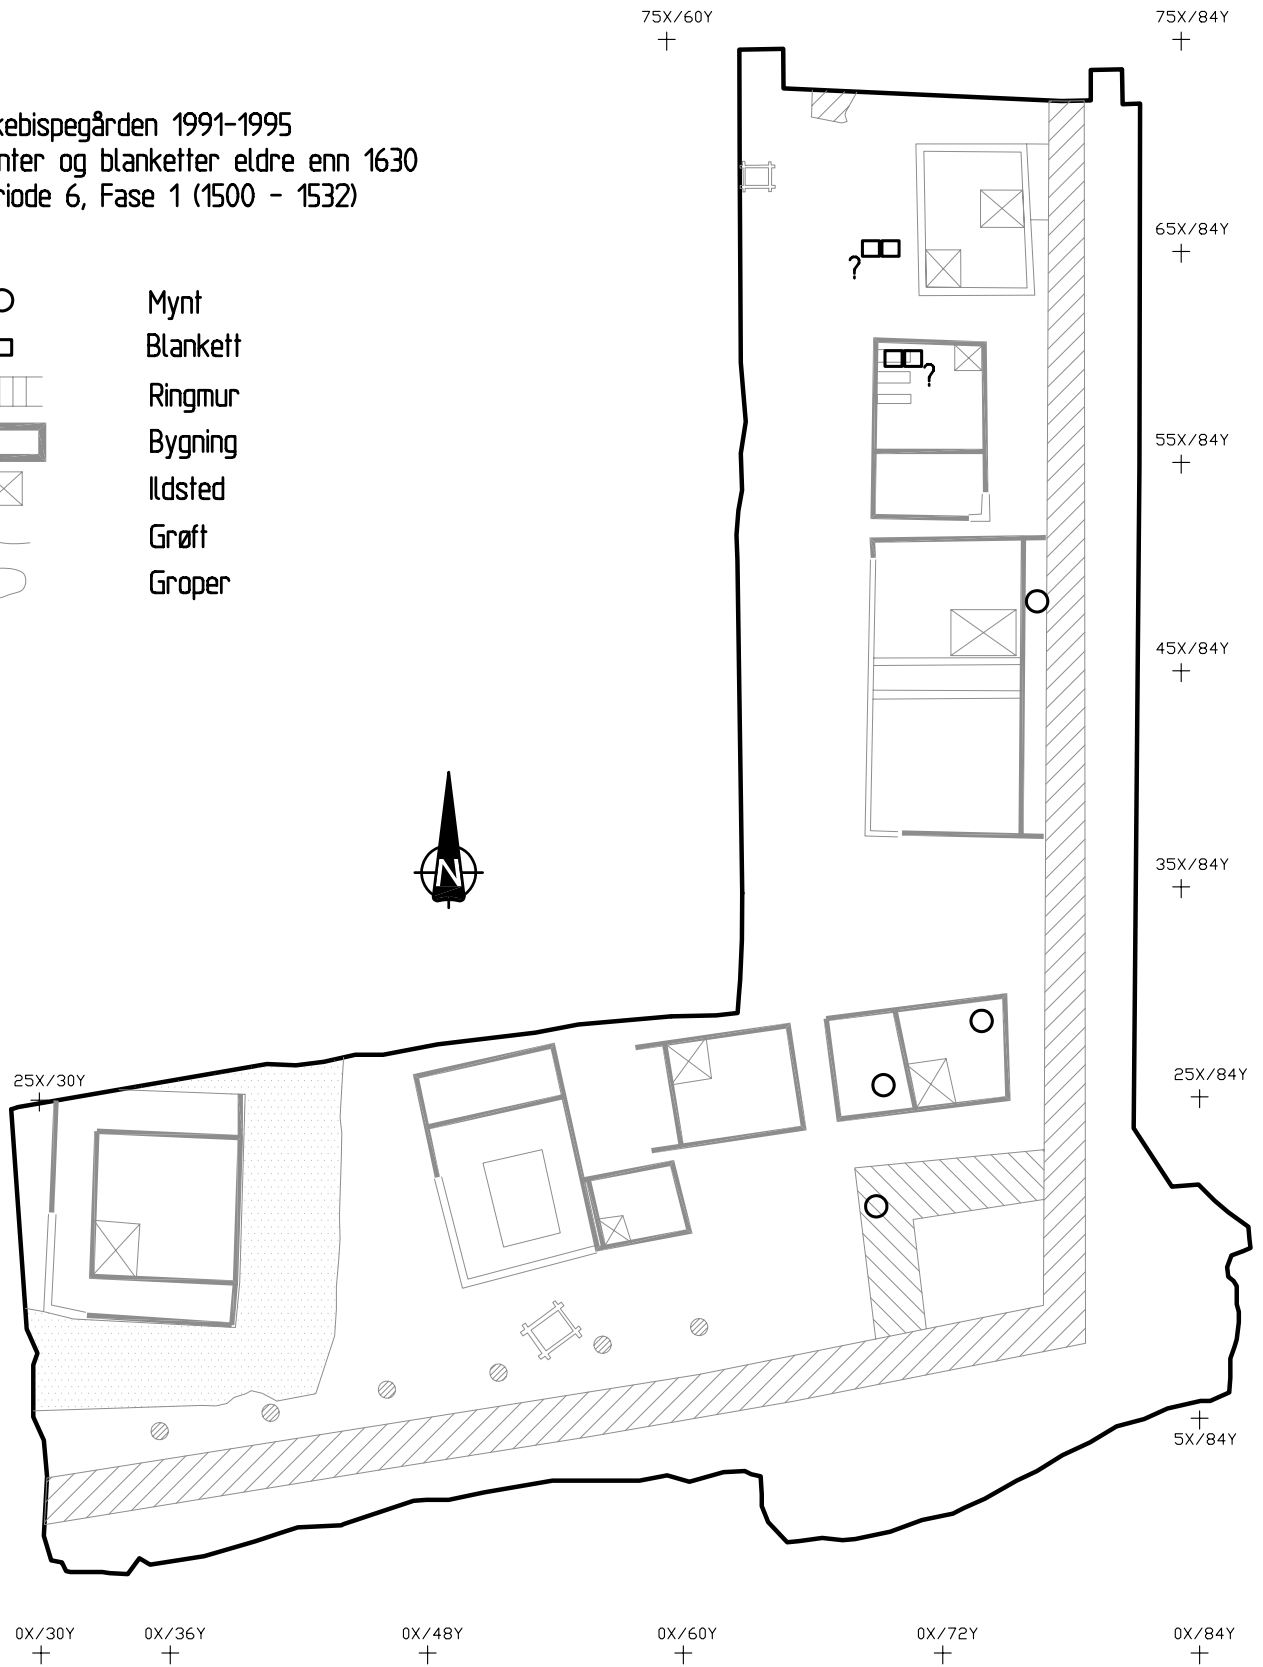 75X/60Y
75X/84Y
kebispegården 1991-1995
nter og blanketter eldre enn 1630
riode 6, Fase 1 (1500 - 1532)
65X/84Y
?
Mynt
Blankett
?
Ringmur
Bygning
55X/84Y
Ildsted
Grøft
Groper
45X/84Y
N
35X/84Y
25X/30Y
25X/84Y
5X/84Y
0X/30Y
0X/36Y
0X/48Y
0X/60Y
0X/72Y
0X/84Y